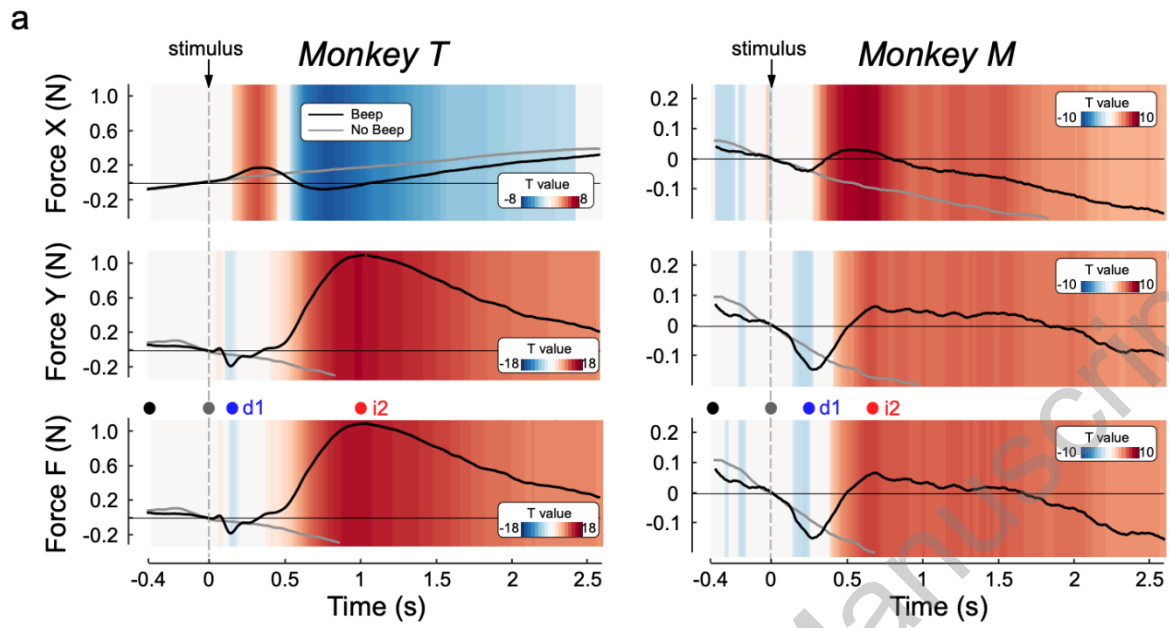 a
stimulus
Monkey T
stimulus
Monkey M
Force X (N)
1.0
0.6
0.2
-0.2
Beep
No Beep
T value
-8 8
0.2
0.1
0
-0.1
T value
-10 10
Force Y (N)
1.0
0.6
0.2
-0.2
T value
-18 18
0.2
0.1
0
-0.1
T value
-10 10
d1
i2
d1
i2
Force F (N)
1.0
0.6
0.2
-0.2
T value
-18 18
0.2
0.1
0
-0.1
T value
-10 10
-0.4 0 0.5 1 1.5 2 2.5
Time (s)
-0.4 0 0.5 1 1.5 2 2.5
Time (s)
Manuscrip